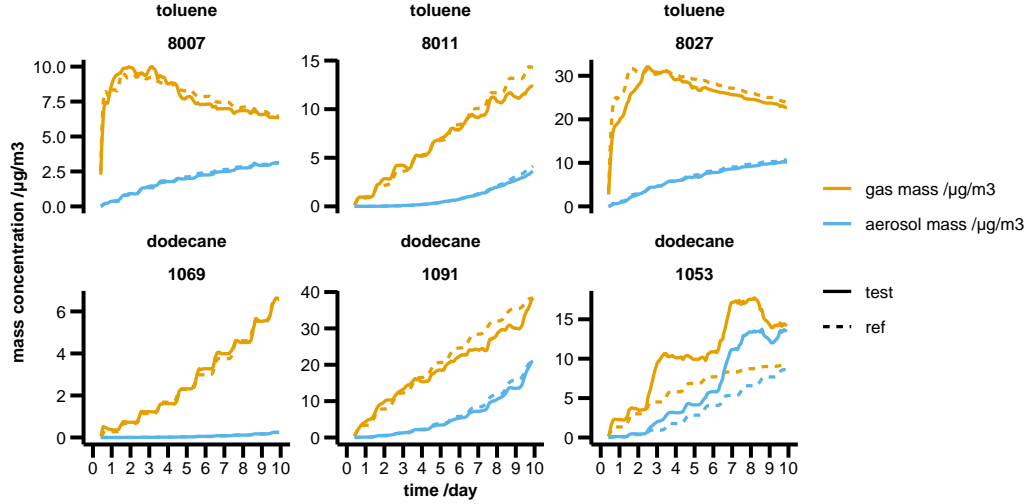 toluene toluene toluene
8007 8011 8027
10.0
7.5
5.0
2.5
0.0
15
10
5
0
30
20
10
0
mass concentration /µg/m3
gas mass /µg/m3
aerosol mass /µg/m3
test
ref
dodecane dodecane dodecane
1069 1091 1053
6
4
2
0
40
30
20
10
0
15
10
5
0
0 1 2 3 4 5 6 7 8 9 10 0 1 2 3 4 5 6 7 8 9 10 0 1 2 3 4 5 6 7 8 9 10
time /day